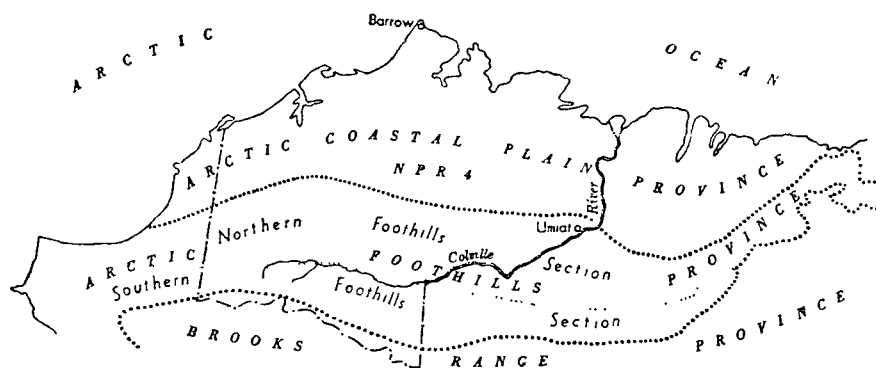 Barrow
ARCTIC OCEAN
ARCTIC COASTAL PLAIN PROVINCE
NPR 4
River
Umiat
Colville
Northern Foothills Section
ARCTIC FOOTHILLS PROVINCE
Southern Foothills Section
BROOKS RANGE PROVINCE